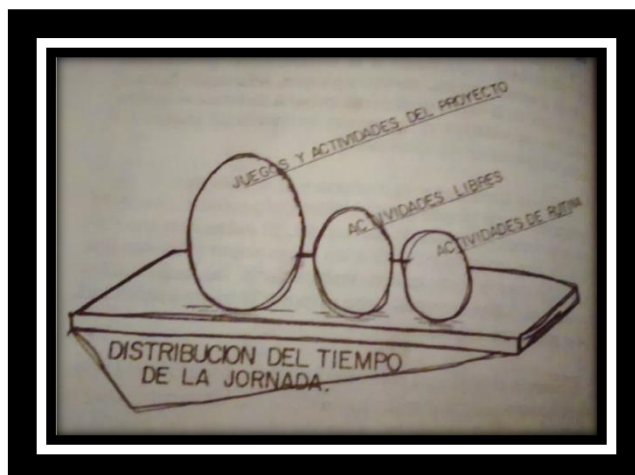 JUEGOS Y ACTIVIDADES DEL PROYECTO
ACTIVIDADES LIBRES
ACTIVIDADES DE RUTINA
DISTRIBUCION DEL TIEMPO
DE LA JORNADA.